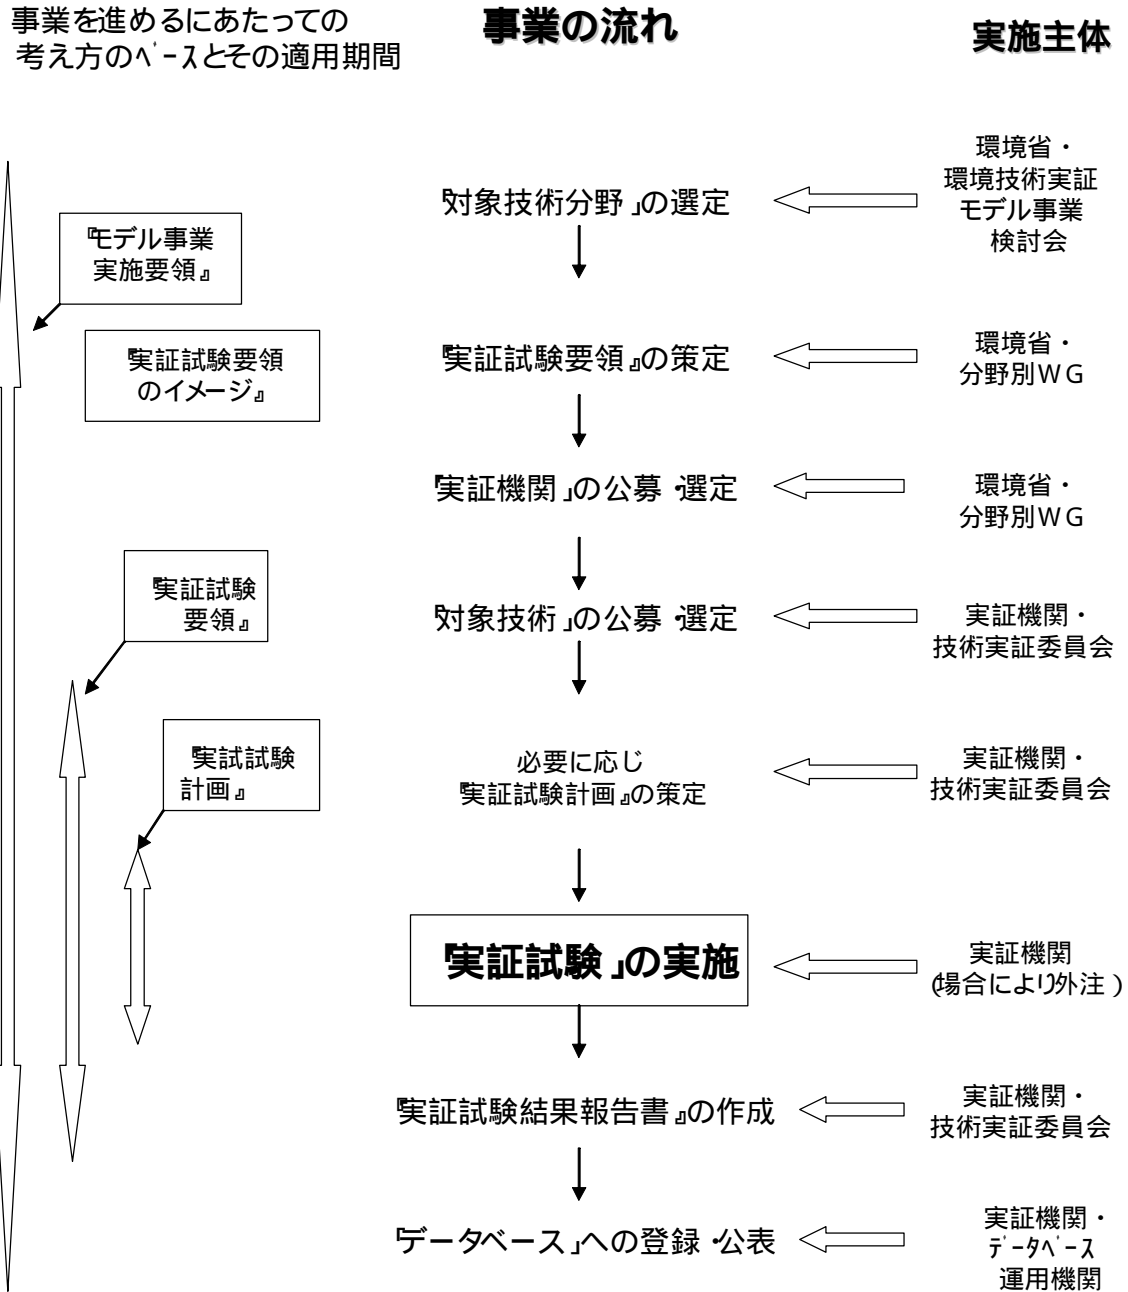 事業を進めるにあたっての
考え方のﾍﾞｰｽとその適用期間
事業の流れ
実施主体
『モデル事業
実施要領』
『実証試験要領
のイメージ』
『実証試験
要領』
『実試試験
計画』
「対象技術分野」の選定
環境省・
環境技術実証
モデル事業
検討会
『実証試験要領』の策定
環境省・
分野別WG
「実証機関」の公募・選定
環境省・
分野別WG
「対象技術」の公募・選定
実証機関・
技術実証委員会
必要に応じ
『実証試験計画』の策定
実証機関・
技術実証委員会
「実証試験」の実施
実証機関
(場合により外注)
『実証試験結果報告書』の作成
実証機関・
技術実証委員会
「データベース」への登録・公表
実証機関・
ﾃﾞｰﾀﾍﾞｰｽ
運用機関